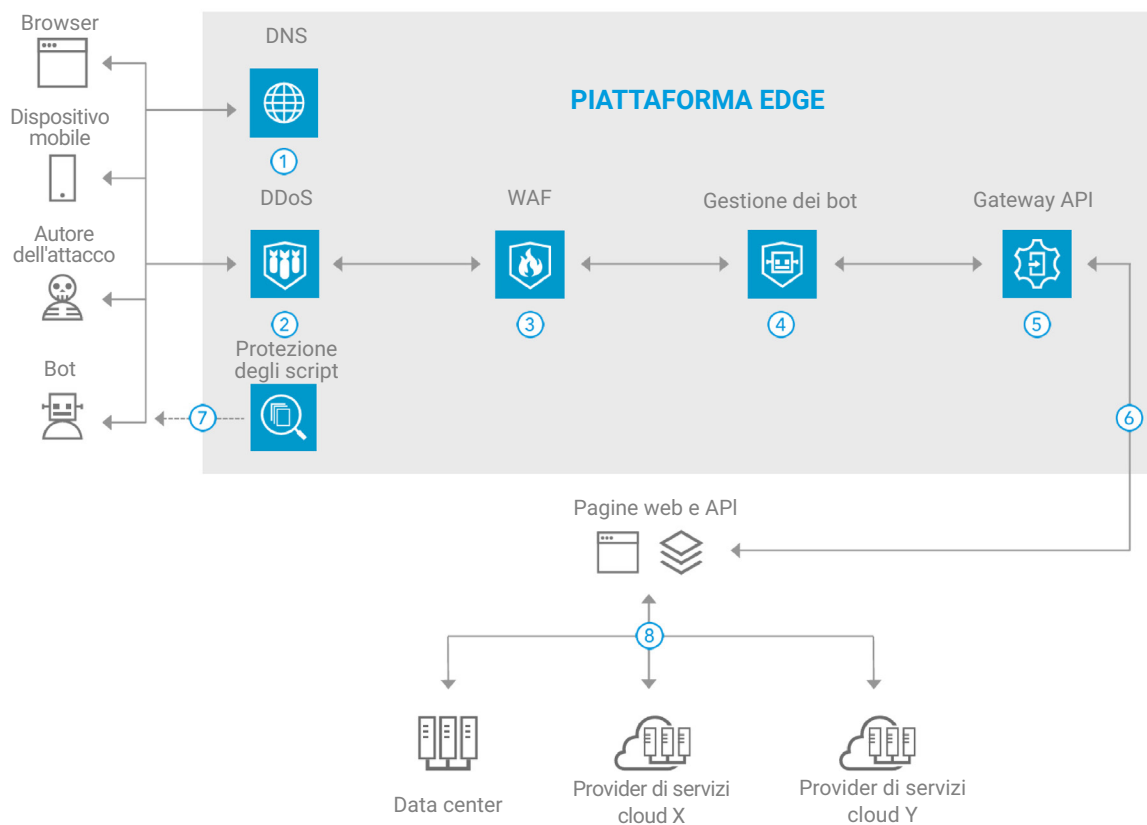 Browser
DNS
PIATTAFORMA EDGE
Dispositivo
mobile
1
DDoS
WAF
Gestione dei bot
Gateway API
Autore
dell'attacco
2
3
4
5
Protezione
degli script
Bot
7
6
Pagine web e API
8
Data center
Provider di servizi
cloud X
Provider di servizi
cloud Y